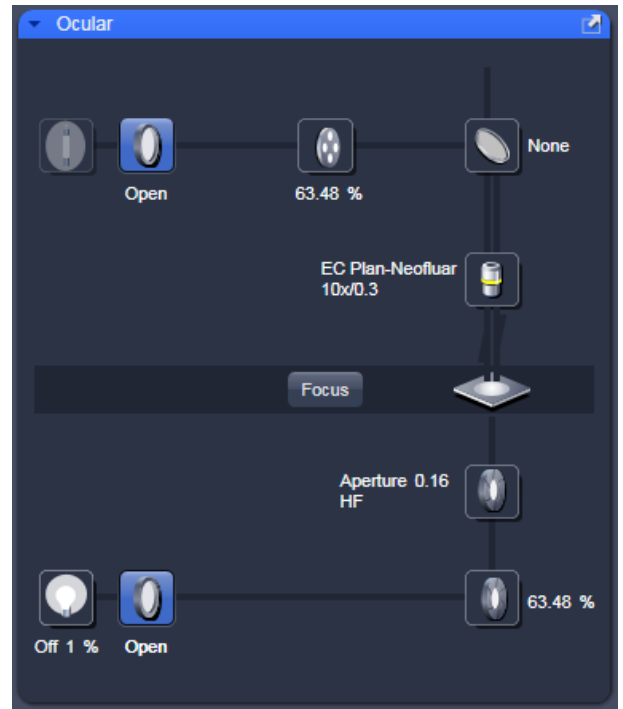 Ocular
None
Open
63.48 %
EC Plan-Neofluar
10x/0.3
Focus
Aperture 0.16
HF
63.48 %
Off 1 %
Open